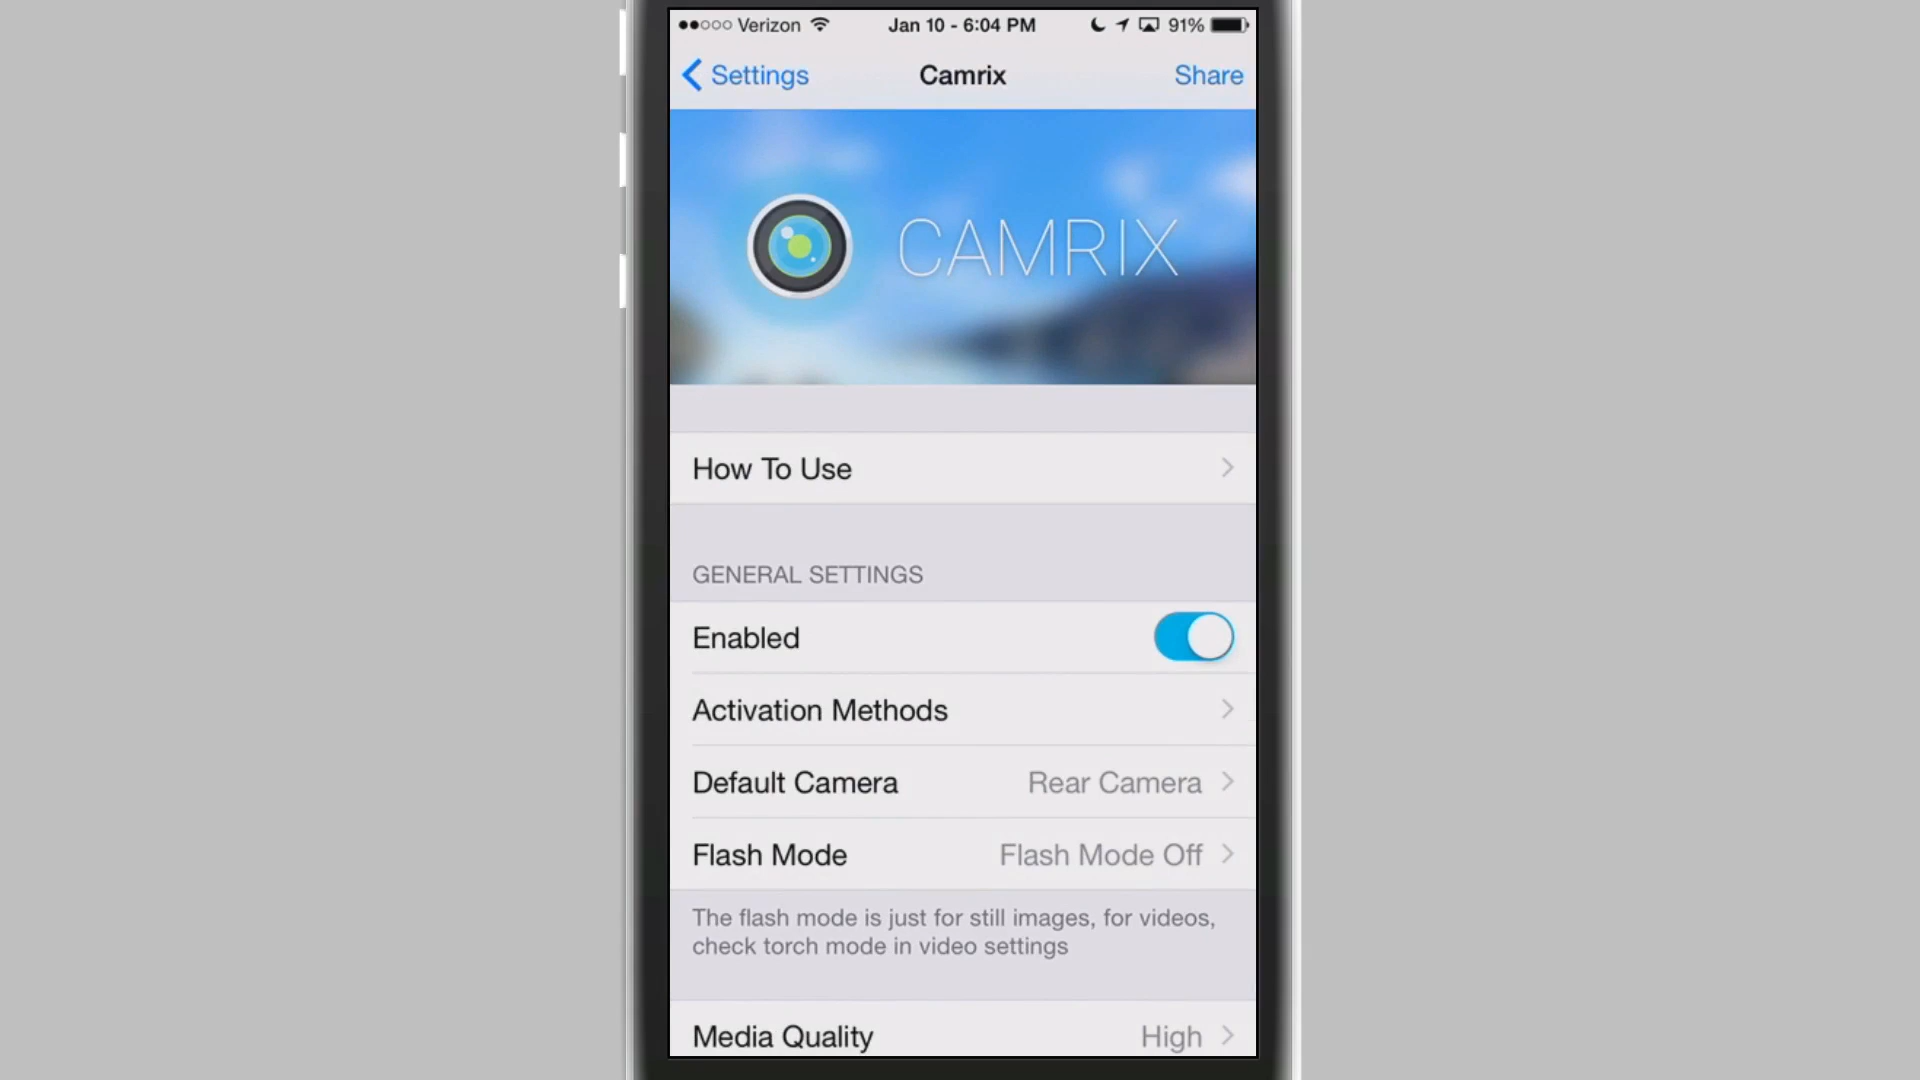 Verizon Jan 10 - 6:04 PM 91%
Settings Camrix Share
CAMRIX
How To Use
GENERAL SETTINGS
Enabled
Activation Methods
Default Camera Rear Camera
Flash Mode Flash Mode Off
The flash mode is just for still images, for videos,
check torch mode in video settings
Media Quality High